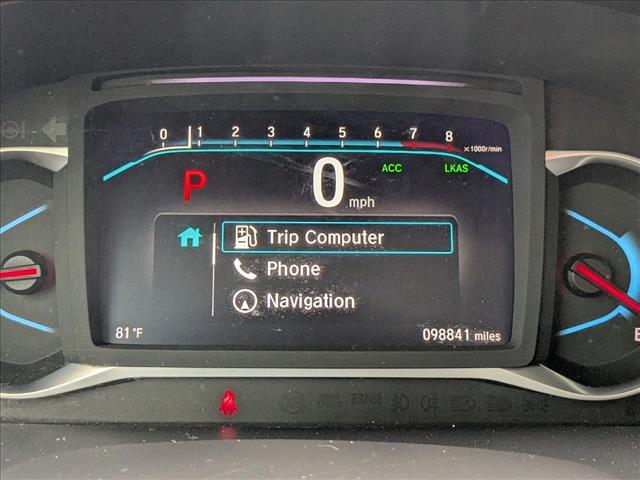 0 1 2 3 4 5 6 7 8 ×1000r/min
P 0 mph ACC LKAS
Trip Computer
Phone
Navigation
81°F 098841 miles
E
BRAKE